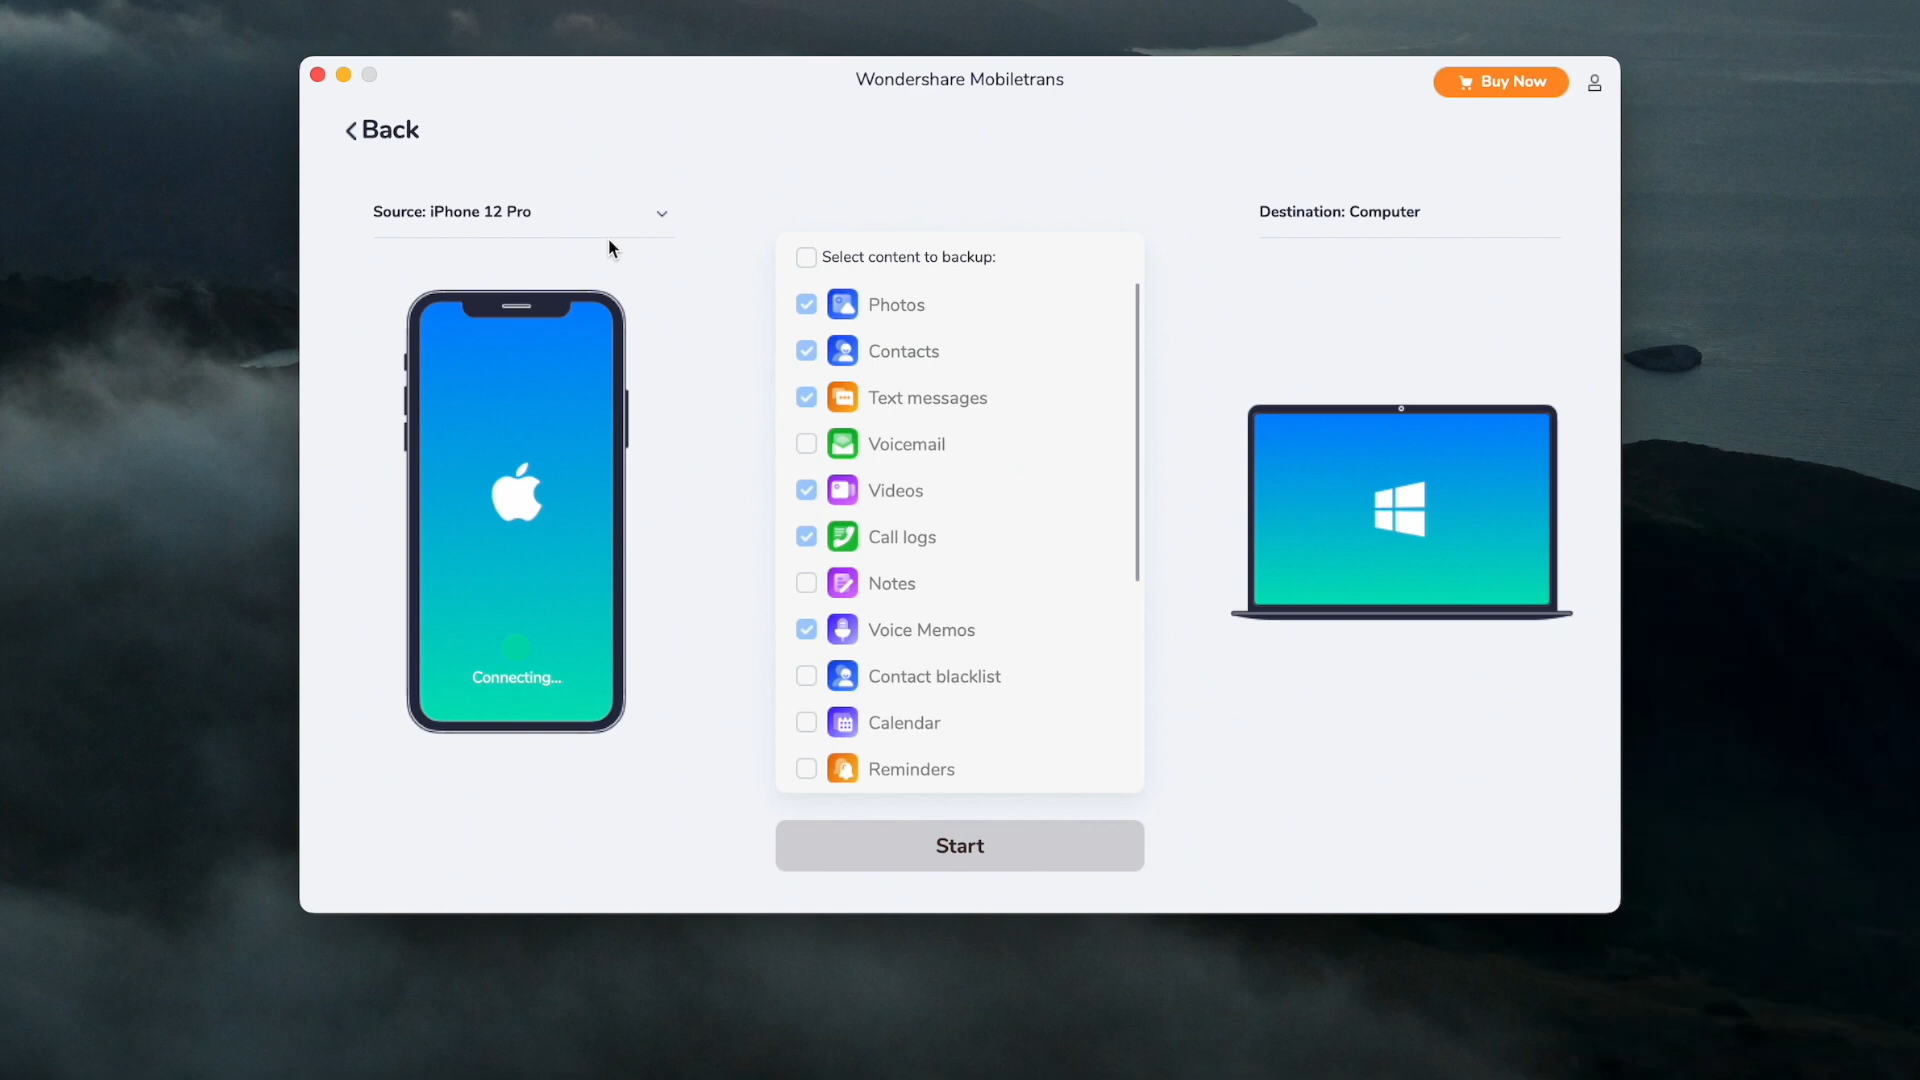 Wondershare Mobiletrans
Buy Now
Back
Source: iPhone 12 Pro
Destination: Computer
Select content to backup:
Photos
Contacts
Text messages
Voicemail
Videos
Call logs
Notes
Voice Memos
Contact blacklist
Calendar
Reminders
Connecting...
Start